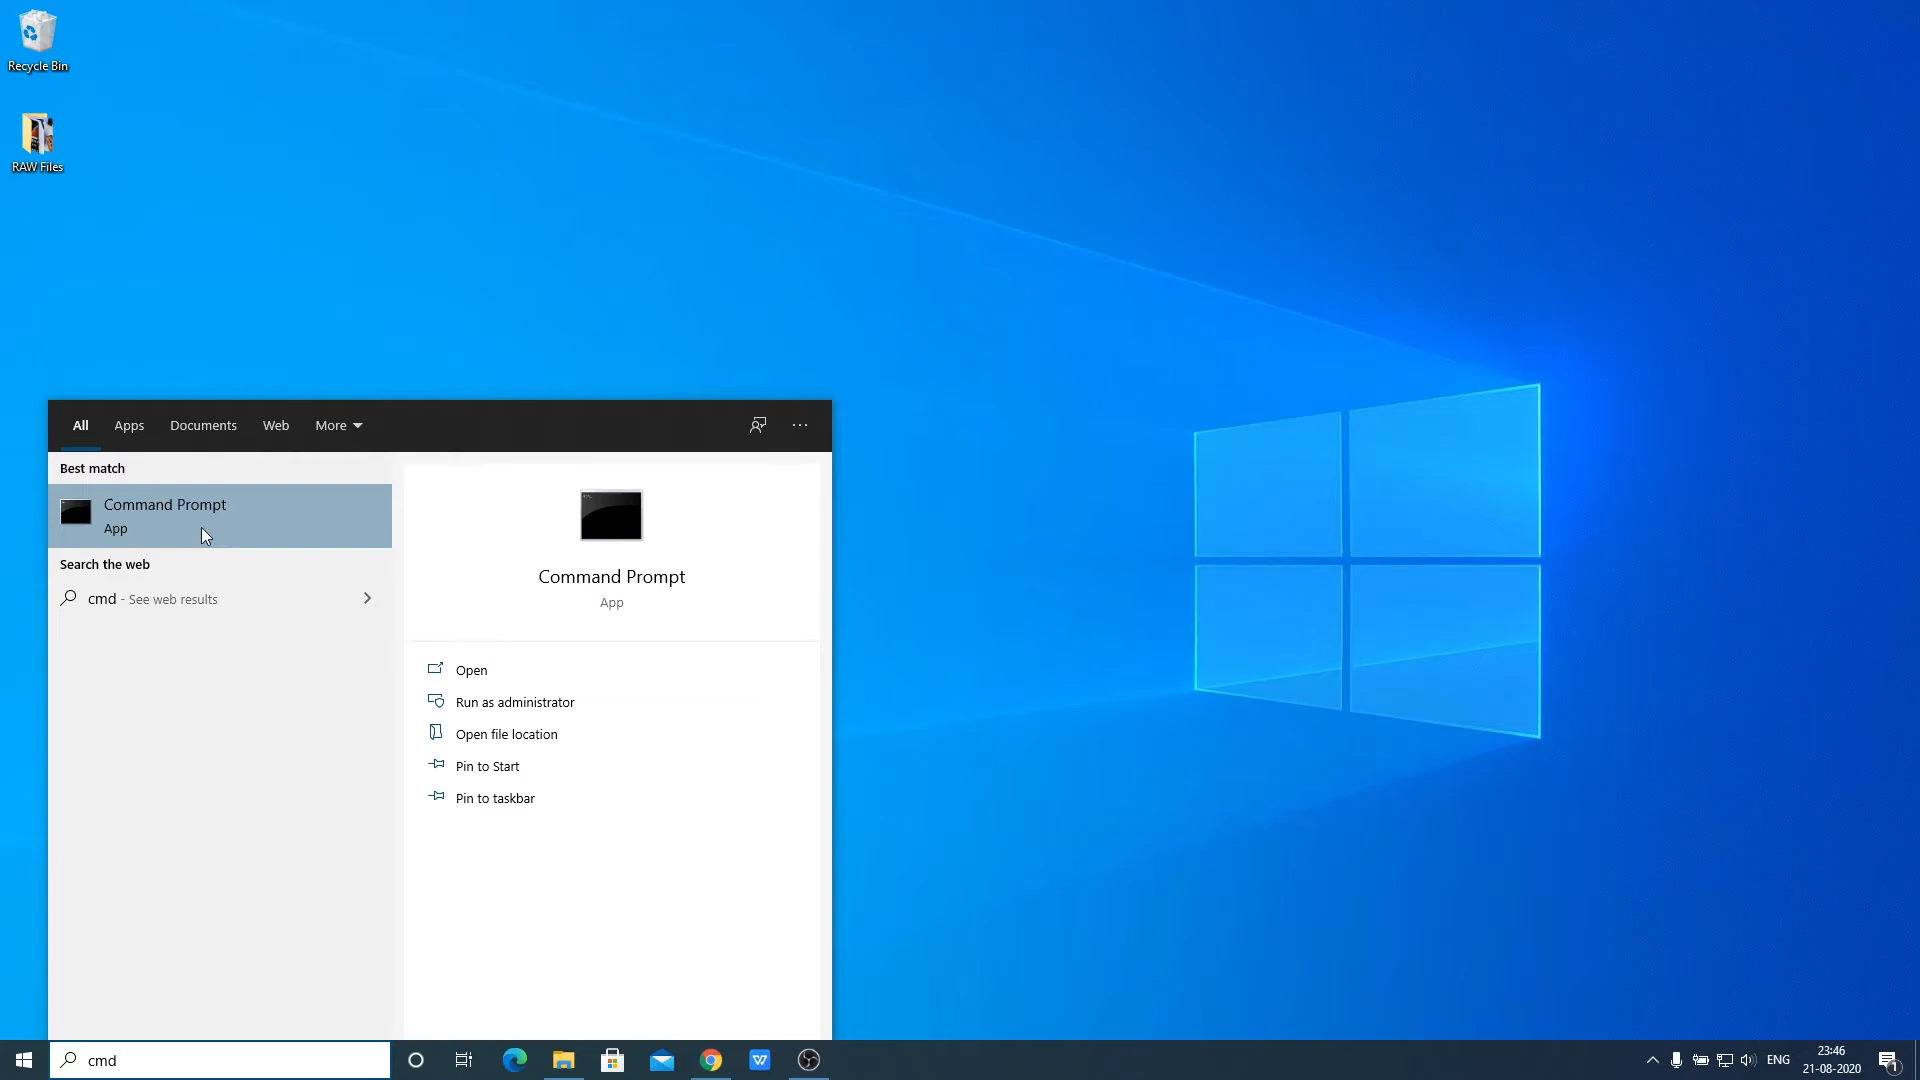 Recycle Bin
RAW Files
All Apps Documents Web More
Best match
Command Prompt
App
Search the web
cmd - See web results
Command Prompt
App
Open
Run as administrator
Open file location
Pin to Start
Pin to taskbar
cmd
ENG
23:46
21-08-2020
1